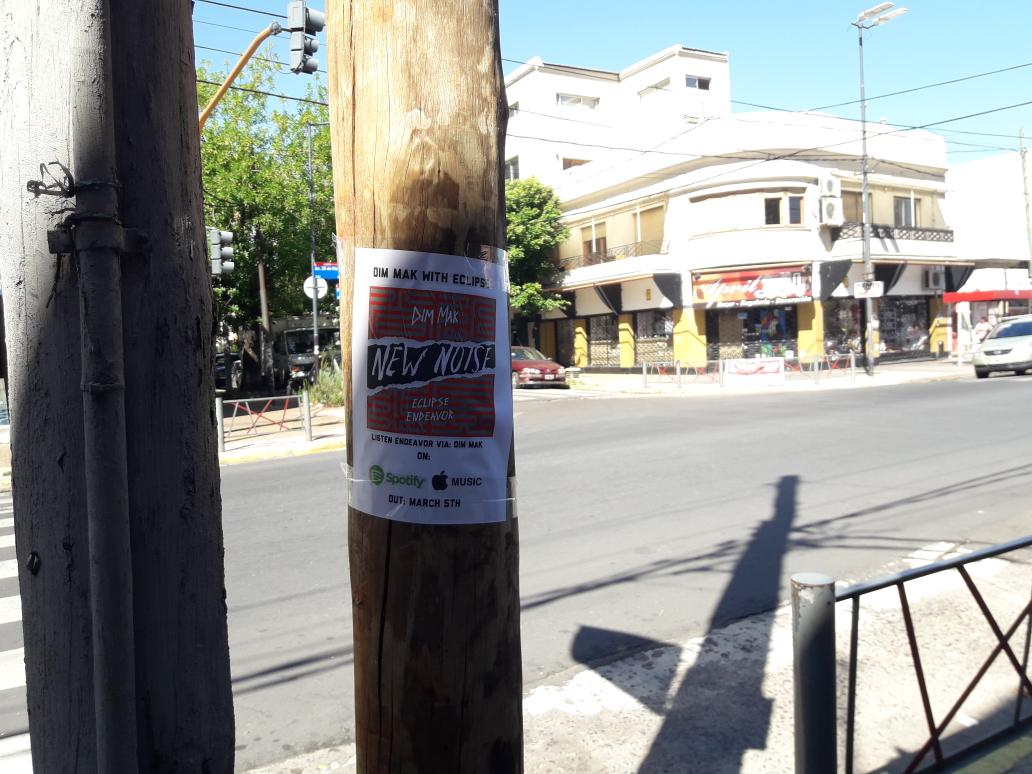 DIM MAK WITH ECLIPSE
DIM MAK
NEW NOISE
ECLIPSE
ENDEAVOR
LISTEN ENDEAVOR VIA: DIM MAK
ON:
Spotify MUSIC
OUT: MARCH 5TH
April